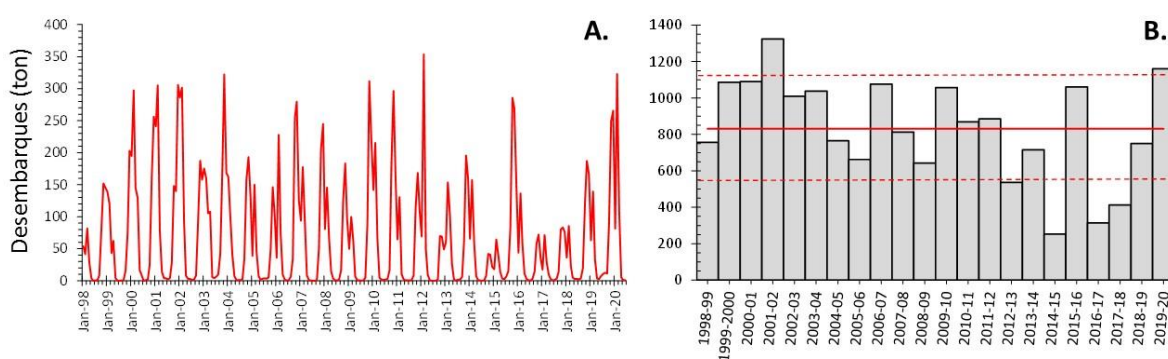 A.
Desembarques (ton)
400
350
300
250
200
150
100
50
0
Jan-98
Jan-99
Jan-00
Jan-01
Jan-02
Jan-03
Jan-04
Jan-05
Jan-06
Jan-07
Jan-08
Jan-09
Jan-10
Jan-11
Jan-12
Jan-13
Jan-14
Jan-15
Jan-16
Jan-17
Jan-18
Jan-19
Jan-20
B.
1400
1200
1000
800
600
400
200
0
1998-99
1999-2000
2000-01
2001-02
2002-03
2003-04
2004-05
2005-06
2006-07
2007-08
2008-09
2009-10
2010-11
2011-12
2012-13
2013-14
2014-15
2015-16
2016-17
2017-18
2018-19
2019-20